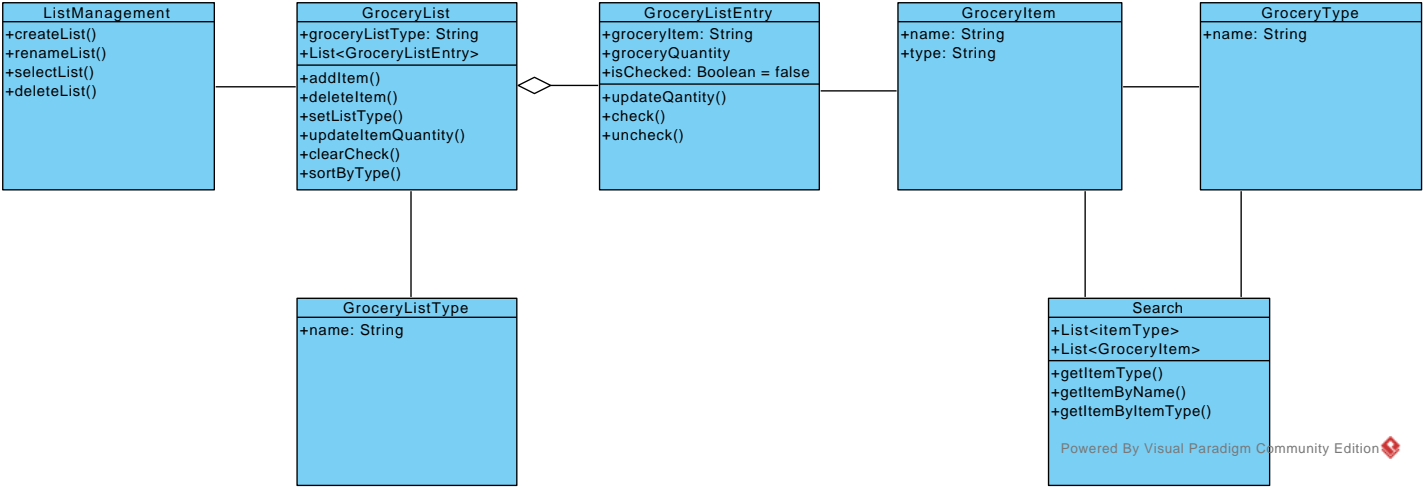 ListManagement
+createList()
+renameList()
+selectList()
+deleteList()
GroceryList
+groceryListType: String
+List<GroceryListEntry>
+addItem()
+deleteItem()
+setListType()
+updateItemQuantity()
+clearCheck()
+sortByType()
GroceryListEntry
+groceryItem: String
+groceryQuantity
+isChecked: Boolean = false
+updateQantity()
+check()
+uncheck()
GroceryItem
+name: String
+type: String
GroceryType
+name: String
GroceryListType
+name: String
Search
+List<itemType>
+List<GroceryItem>
+getItemType()
+getItemByName()
+getItemByItemType()
Powered By Visual Paradigm Community Edition